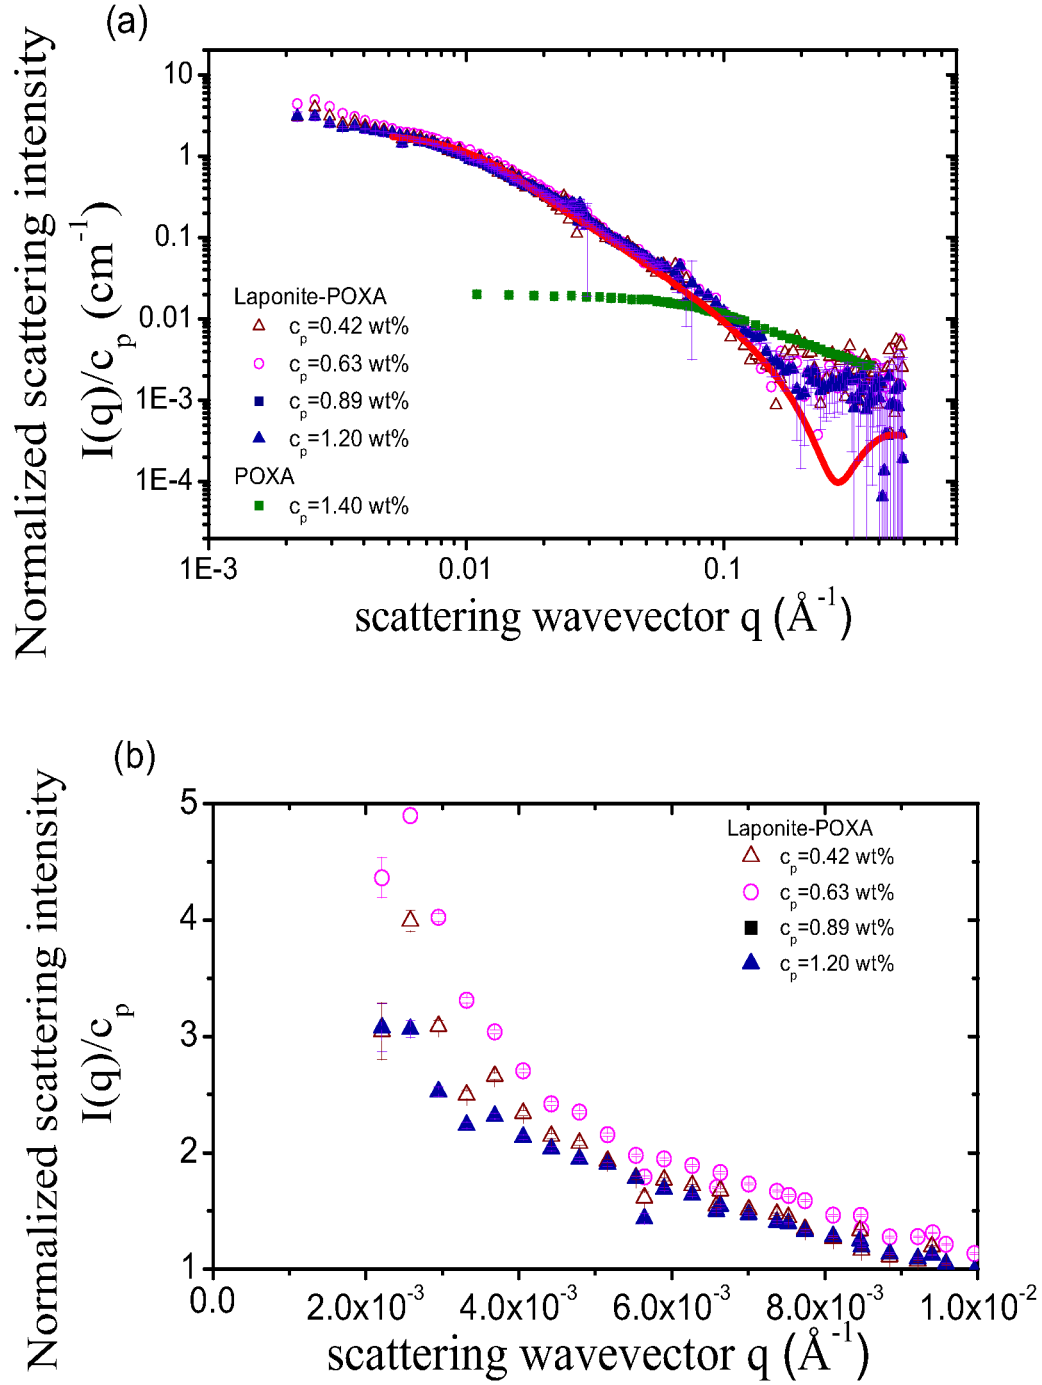 (a)
Normalized scattering intensity
I(q)/c_p (cm^-1)
10
1
0.1
0.01
1E-3
1E-4
Laponite-POXA
c_p=0.42 wt%
c_p=0.63 wt%
c_p=0.89 wt%
c_p=1.20 wt%
POXA
c_p=1.40 wt%
1E-3
0.01
0.1
scattering wavevector q (Å^-1)
(b)
Normalized scattering intensity
I(q)/c_p
5
4
3
2
1
Laponite-POXA
c_p=0.42 wt%
c_p=0.63 wt%
c_p=0.89 wt%
c_p=1.20 wt%
0.0
2.0x10^-3
4.0x10^-3
6.0x10^-3
8.0x10^-3
1.0x10^-2
scattering wavevector q (Å^-1)